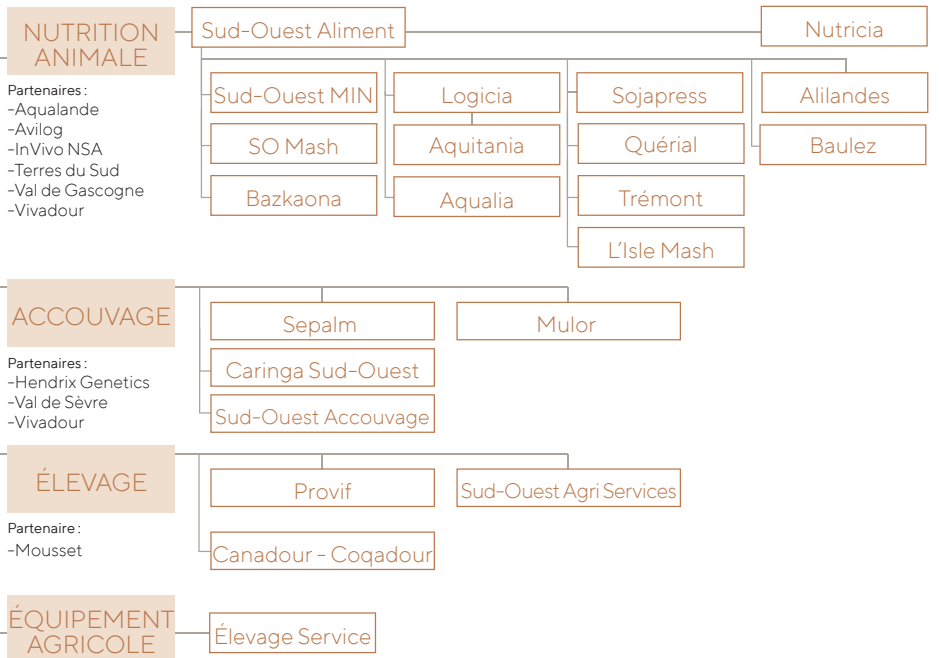 NUTRITION
ANIMALE
Partenaires :
-Aqualande
-Avilog
-InVivo NSA
-Terres du Sud
-Val de Gascogne
-Vivadour
Sud-Ouest Aliment
Nutricia
Sud-Ouest MIN
Logicia
Sojapress
Alilandes
SO Mash
Aquitania
Quérial
Baulez
Bazkaona
Aqualia
Trémont
L'Isle Mash
ACCOUVAGE
Partenaires :
-Hendrix Genetics
-Val de Sèvre
-Vivadour
Sepalm
Mulor
Caringa Sud-Ouest
Sud-Ouest Accouvage
ÉLEVAGE
Partenaire :
-Mousset
Provif
Sud-Ouest Agri Services
Canadour - Coqadour
ÉQUIPEMENT
AGRICOLE
Élevage Service